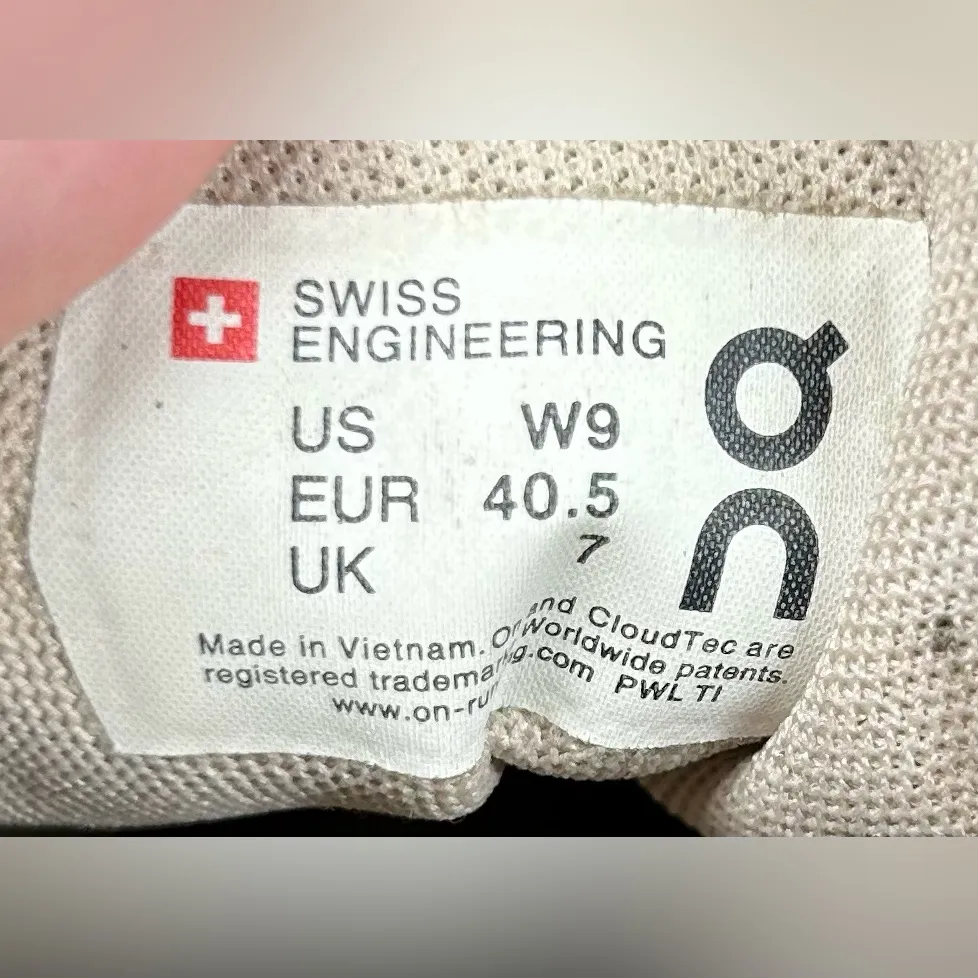 SWISS
ENGINEERING
US W9
EUR 40.5
UK 7
On
Made in Vietnam. On and CloudTec are
registered trademarks. Worldwide patents.
www.on-running.com PWL TI